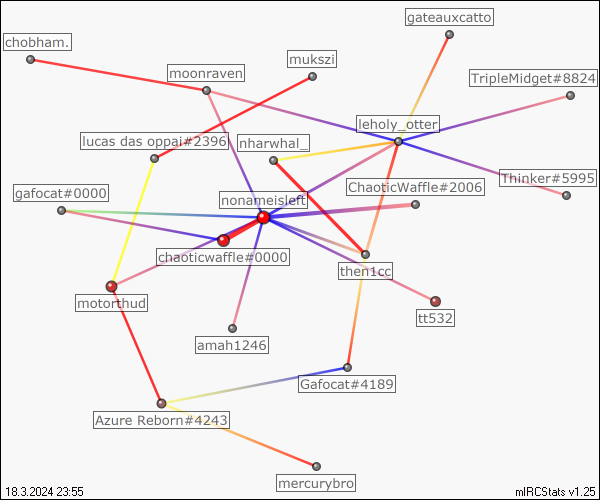 gateauxcatto
chobham.
mukszi
moonraven
TripleMidget#8824
leholy_otter
lucas das oppai#2396
nharwhal_
Thinker#5995
gafocat#0000
ChaoticWaffle#2006
nonameisleft
chaoticwaffle#0000
then1cc
motorthud
tt532
amah1246
Gafocat#4189
Azure Reborn#4243
mercurybro
18.3.2024 23:55
mIRCStats v1.25